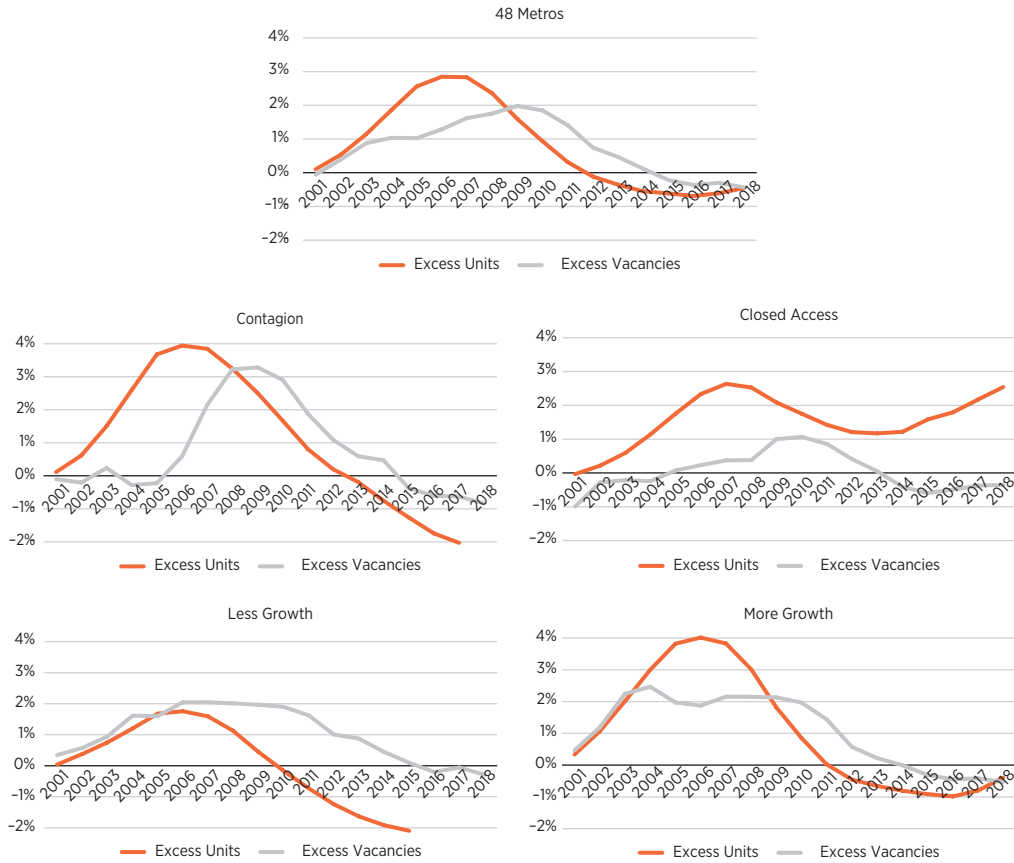 48 Metros
4%
3%
2%
1%
0%
–1%
–2%
2001 2002 2003 2004 2005 2006 2007 2008 2009 2010 2011 2012 2013 2014 2015 2016 2017 2018
Excess Units Excess Vacancies
Contagion
4%
3%
2%
1%
0%
–1%
–2%
2001 2002 2003 2004 2005 2006 2007 2008 2009 2010 2011 2012 2013 2014 2015 2016 2017 2018
Excess Units Excess Vacancies
Closed Access
4%
3%
2%
1%
0%
–1%
–2%
2001 2002 2003 2004 2005 2006 2007 2008 2009 2010 2011 2012 2013 2014 2015 2016 2017 2018
Excess Units Excess Vacancies
Less Growth
4%
3%
2%
1%
0%
–1%
–2%
2001 2002 2003 2004 2005 2006 2007 2008 2009 2010 2011 2012 2013 2014 2015 2016 2017 2018
Excess Units Excess Vacancies
More Growth
4%
3%
2%
1%
0%
–1%
–2%
2001 2002 2003 2004 2005 2006 2007 2008 2009 2010 2011 2012 2013 2014 2015 2016 2017 2018
Excess Units Excess Vacancies